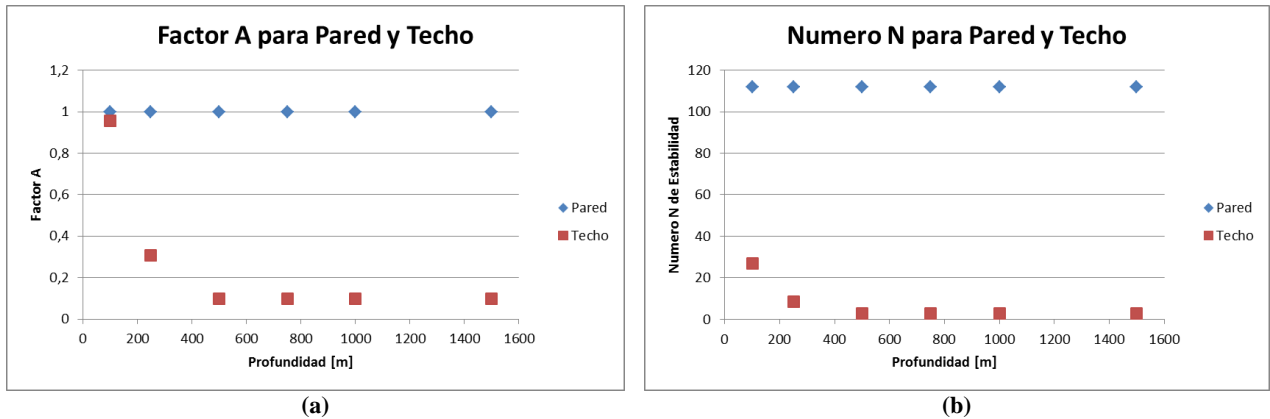 Factor A para Pared y Techo
1,2
1
0,8
0,6
0,4
0,2
0
Factor A
0 200 400 600 800 1000 1200 1400 1600
Profundidad [m]
Pared
Techo
(a)
Numero N para Pared y Techo
120
100
80
60
40
20
0
Numero N de Estabilidad
0 200 400 600 800 1000 1200 1400 1600
Profundidad [m]
Pared
Techo
(b)